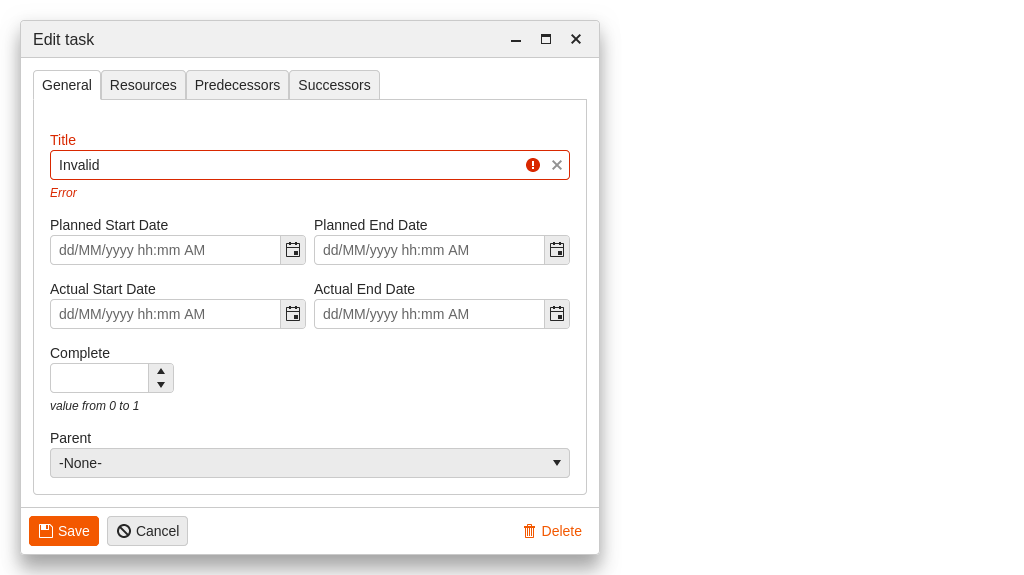 Edit task
General Resources Predecessors Successors
Title
Invalid
Error
Planned Start Date Planned End Date
dd/MM/yyyy hh:mm AM dd/MM/yyyy hh:mm AM
Actual Start Date Actual End Date
dd/MM/yyyy hh:mm AM dd/MM/yyyy hh:mm AM
Complete
value from 0 to 1
Parent
-None-
Save Cancel Delete